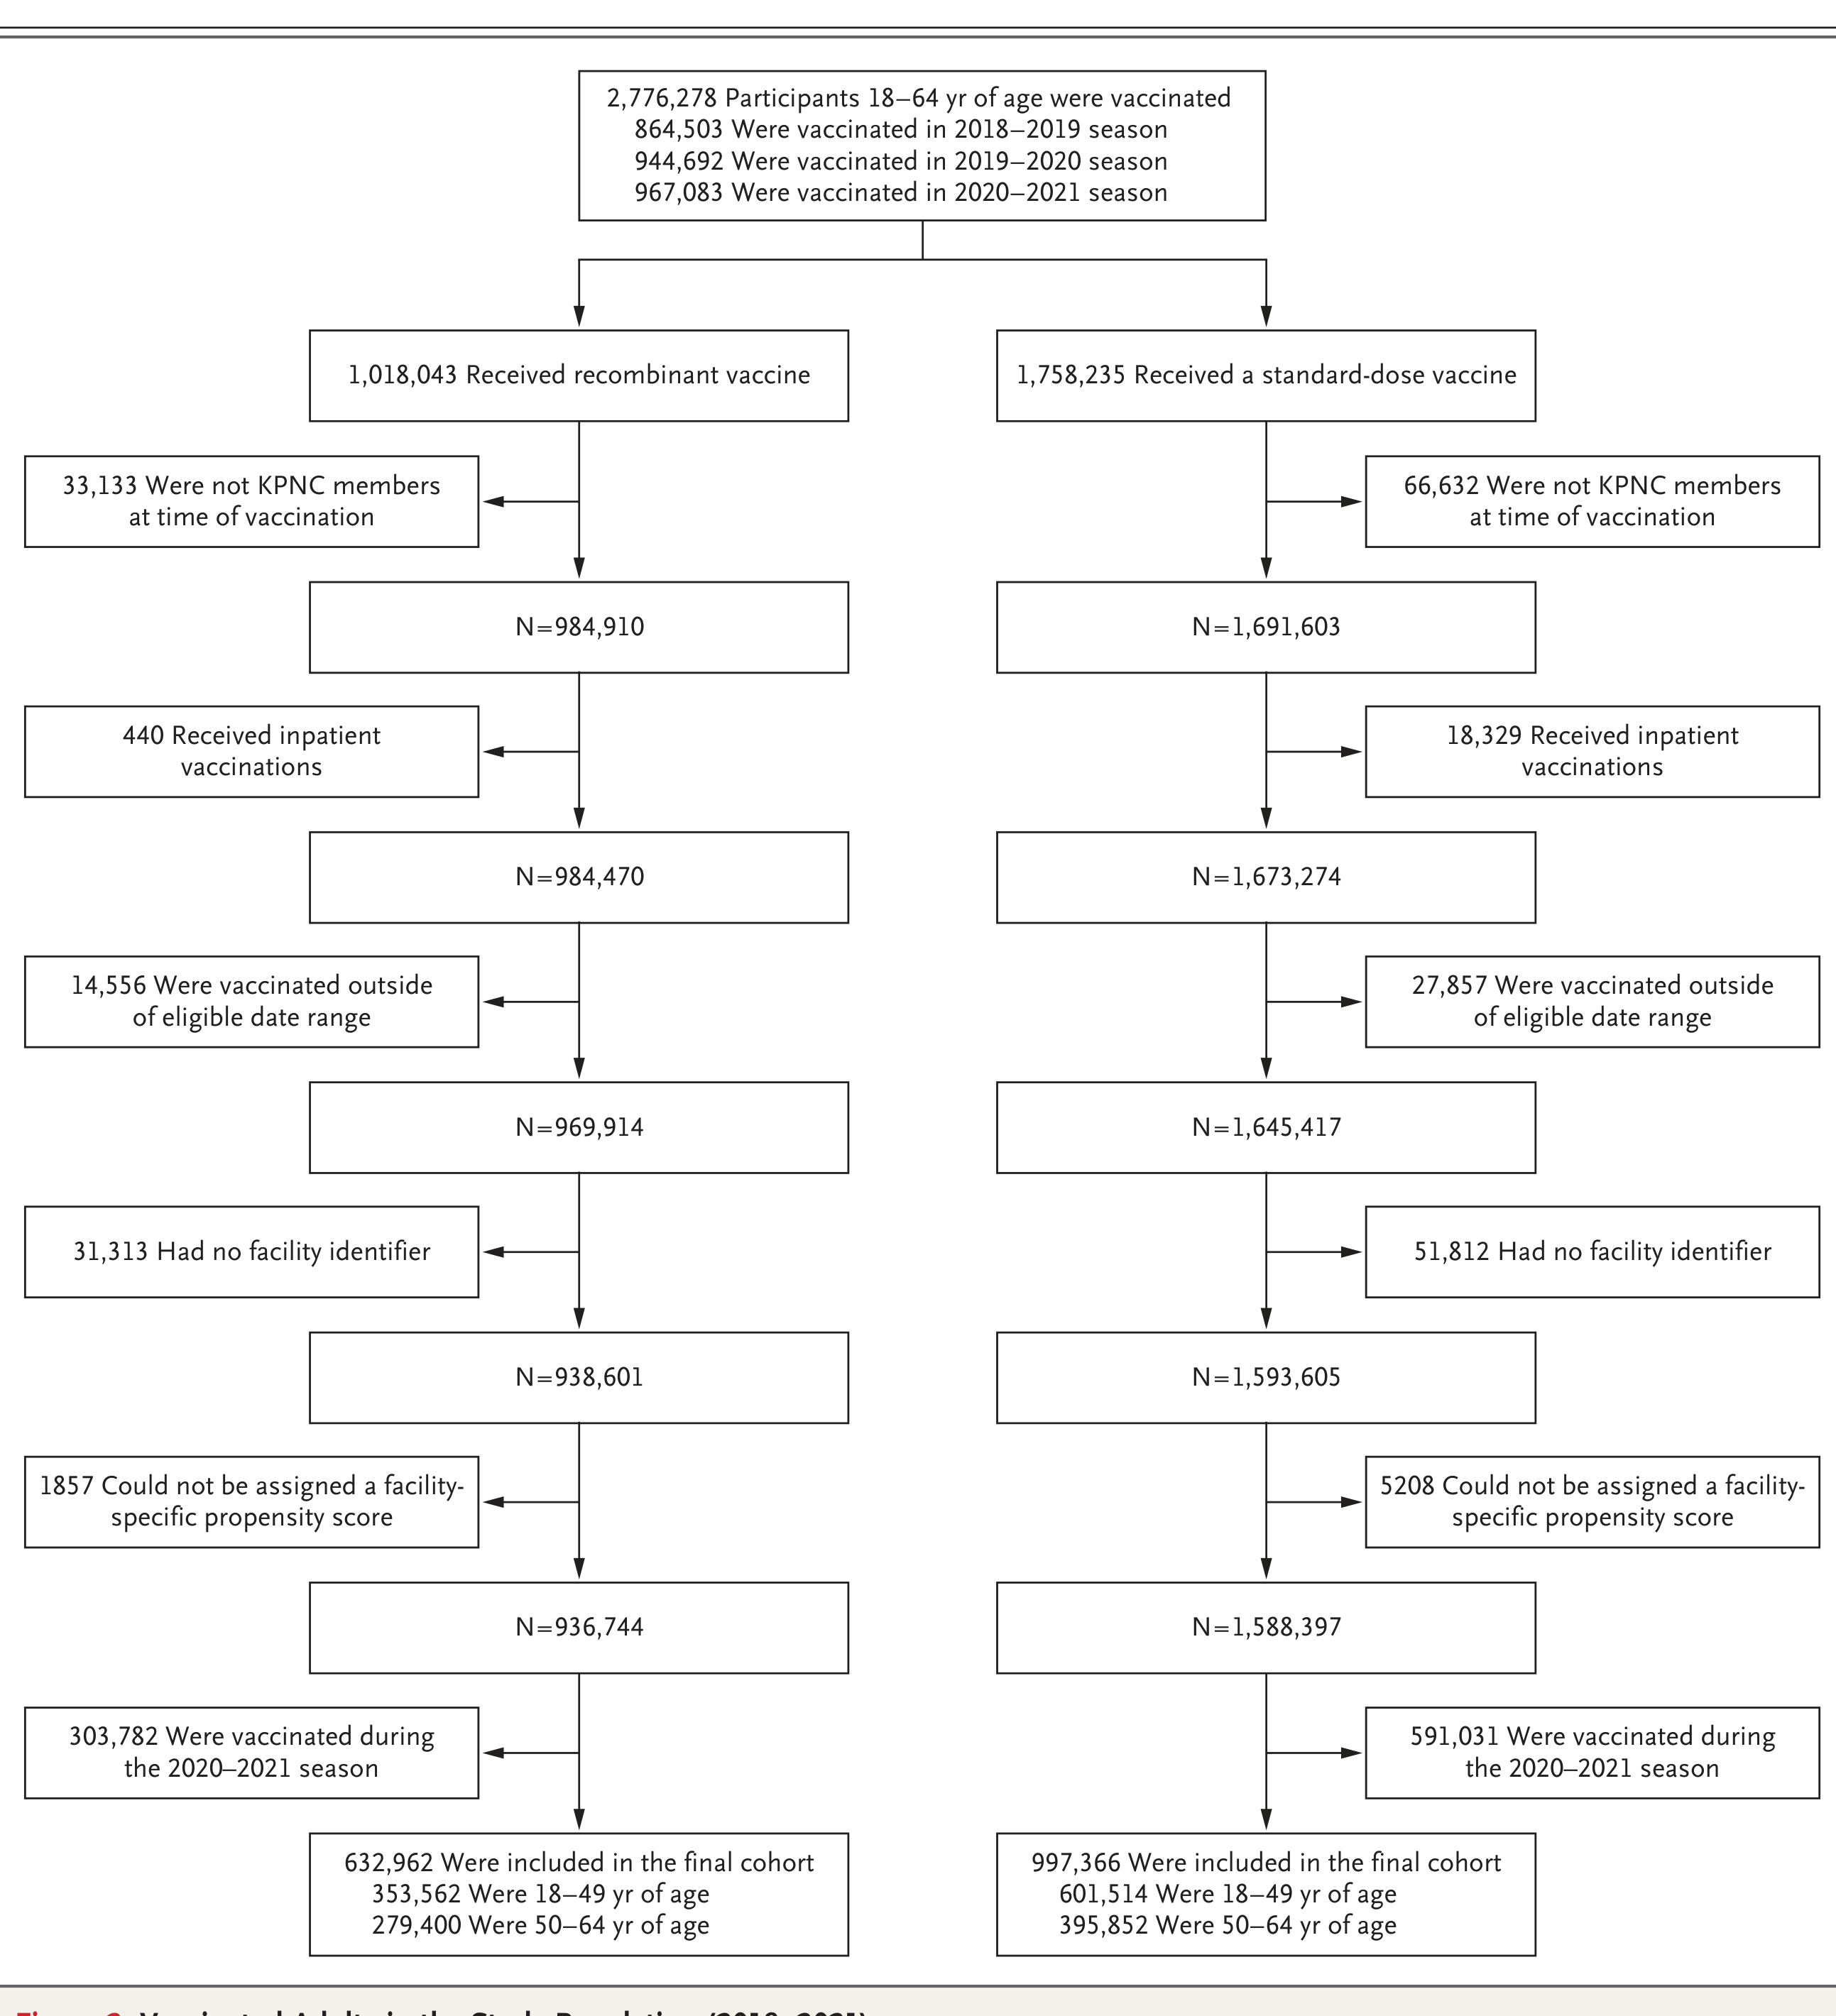 2,776,278 Participants 18–64 yr of age were vaccinated
864,503 Were vaccinated in 2018–2019 season
944,692 Were vaccinated in 2019–2020 season
967,083 Were vaccinated in 2020–2021 season
1,018,043 Received recombinant vaccine
1,758,235 Received a standard-dose vaccine
33,133 Were not KPNC members
at time of vaccination
66,632 Were not KPNC members
at time of vaccination
N=984,910
N=1,691,603
440 Received inpatient
vaccinations
18,329 Received inpatient
vaccinations
N=984,470
N=1,673,274
14,556 Were vaccinated outside
of eligible date range
27,857 Were vaccinated outside
of eligible date range
N=969,914
N=1,645,417
31,313 Had no facility identifier
51,812 Had no facility identifier
N=938,601
N=1,593,605
1857 Could not be assigned a facility-
specific propensity score
5208 Could not be assigned a facility-
specific propensity score
N=936,744
N=1,588,397
303,782 Were vaccinated during
the 2020–2021 season
591,031 Were vaccinated during
the 2020–2021 season
632,962 Were included in the final cohort
353,562 Were 18–49 yr of age
279,400 Were 50–64 yr of age
997,366 Were included in the final cohort
601,514 Were 18–49 yr of age
395,852 Were 50–64 yr of age
Vaccinated Adults in the Study Population (2018–2021).